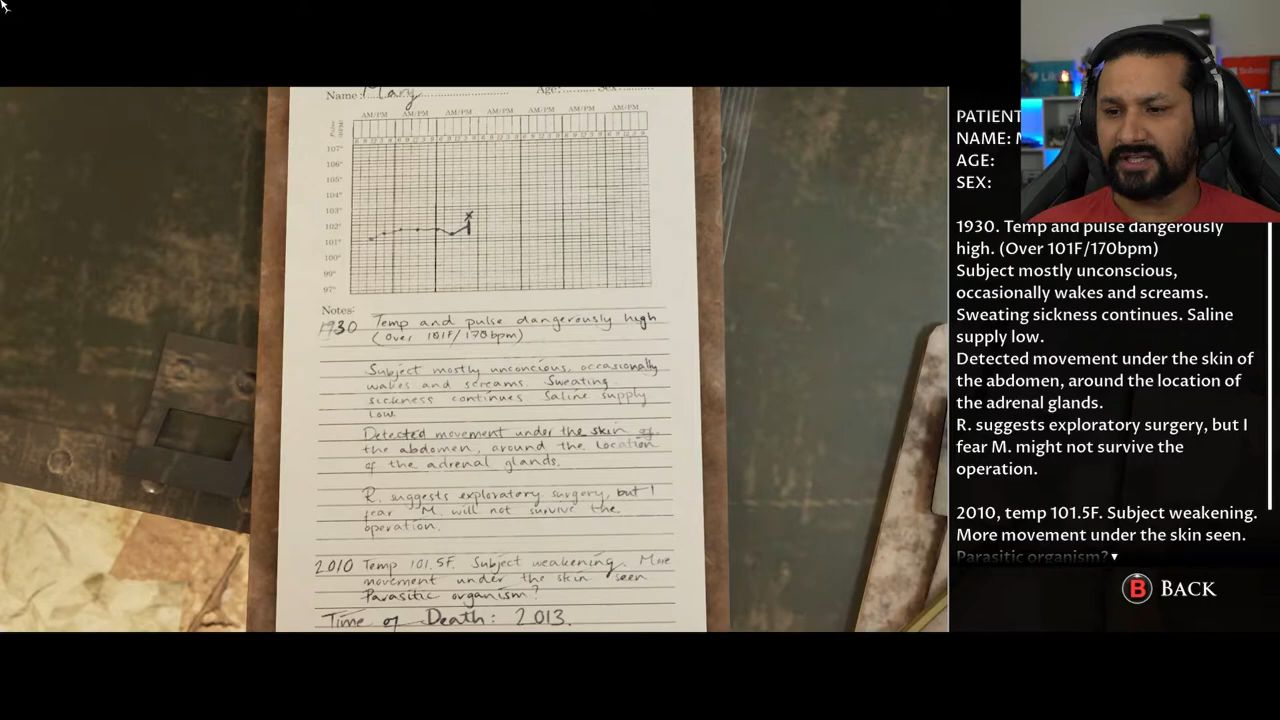 Name: Mary Age: Sex:
AM/PM AM/PM AM/PM AM/PM AM/PM AM/PM
107°
106°
105°
104°
103°
102°
101°
100°
99°
97°
Notes:
1930 Temp and pulse dangerously high
(Over 101F/170bpm)
Subject mostly unconcious, occasionally
wakes and screams. Sweating
sickness continues Saline supply
low.
Detected movement under the skin of
the abdomen, around the location
of the adrenal glands.
R. suggests exploratory surgery, but I
fear M. will not survive the
operation.
2010 Temp 101.5F. Subject weakening. More
movement under the skin seen
Parasitic organism?
Time of Death: 2013.
PATIENT
NAME:
AGE:
SEX:
1930. Temp and pulse dangerously
high. (Over 101F/170bpm)
Subject mostly unconscious,
occasionally wakes and screams.
Sweating sickness continues. Saline
supply low.
Detected movement under the skin of
the abdomen, around the location of
the adrenal glands.
R. suggests exploratory surgery, but I
fear M. might not survive the
operation.
2010, temp 101.5F. Subject weakening.
More movement under the skin seen.
Parasitic organism?
B BACK